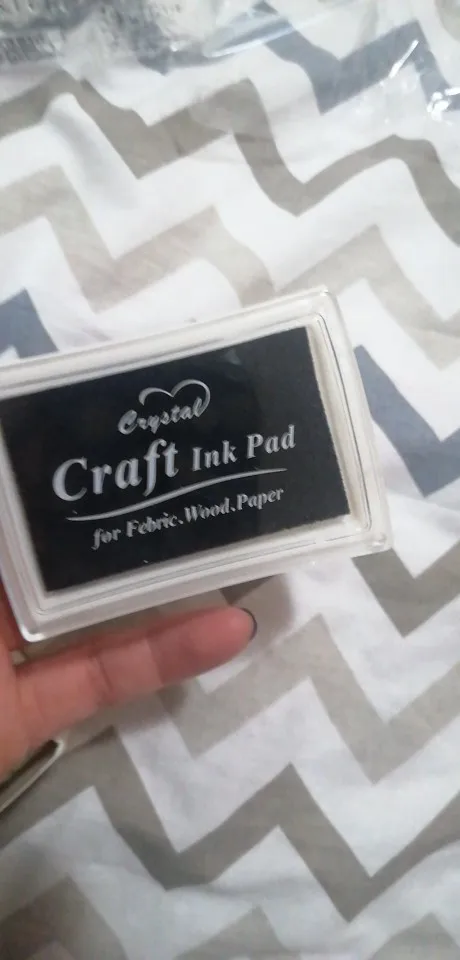 Crystal
Craft Ink Pad
for Febric.Wood.Paper